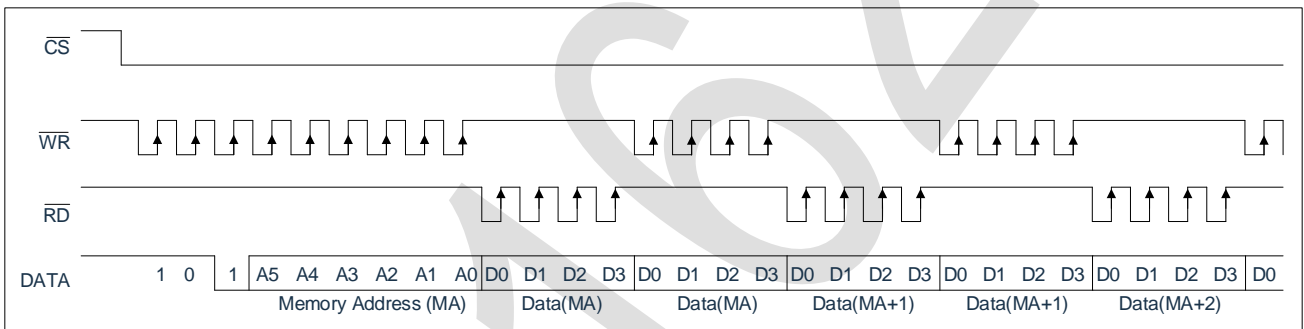 CS
WR
RD
DATA 1 0 1 A5 A4 A3 A2 A1 A0 D0 D1 D2 D3 D0 D1 D2 D3 D0 D1 D2 D3 D0 D1 D2 D3 D0 D1 D2 D3 D0
Memory Address (MA) Data(MA) Data(MA) Data(MA+1) Data(MA+1) Data(MA+2)